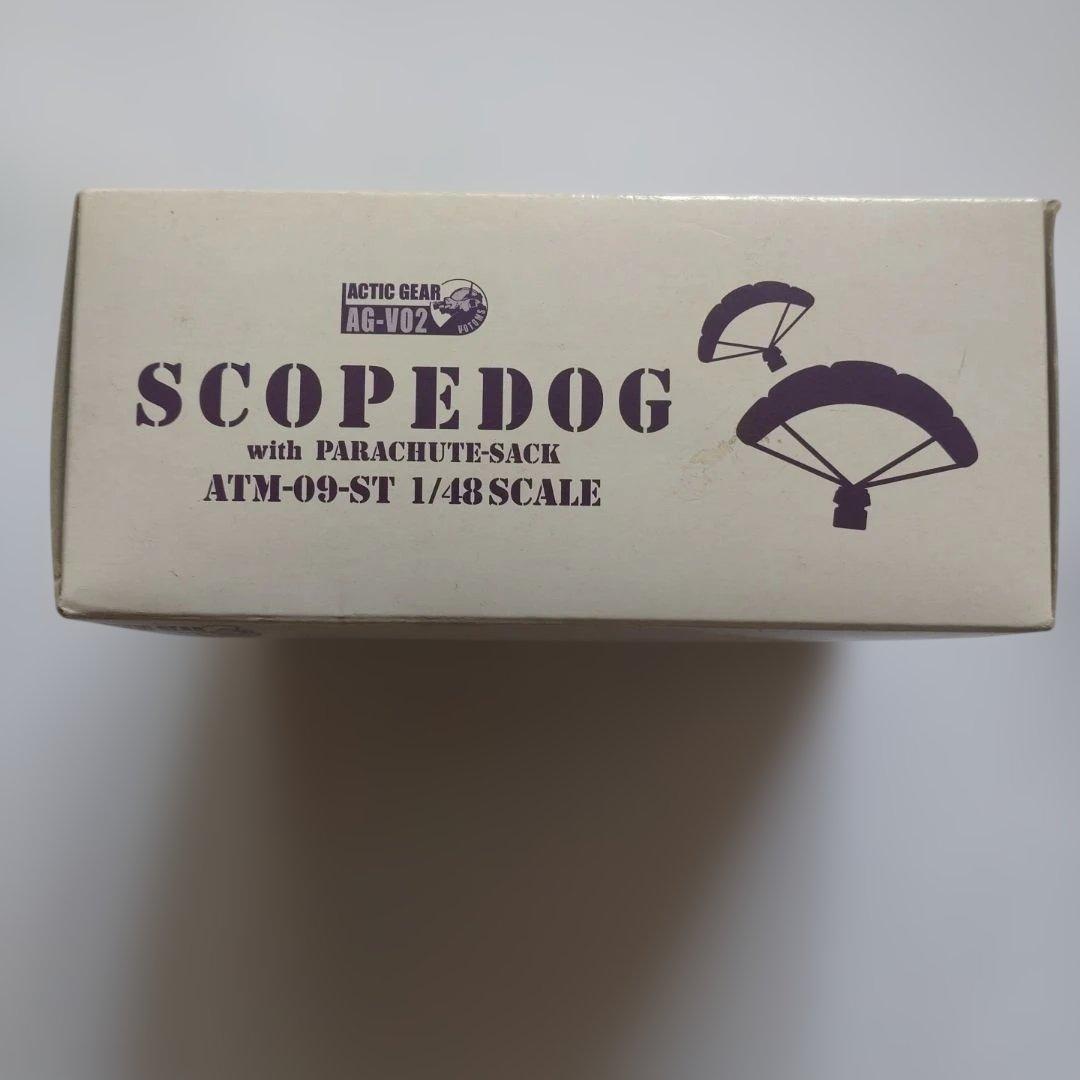 ACTIC GEAR
AG-V02
VOTOMS
SCOPEDOG
with PARACHUTE-SACK
ATM-09-ST 1/48 SCALE